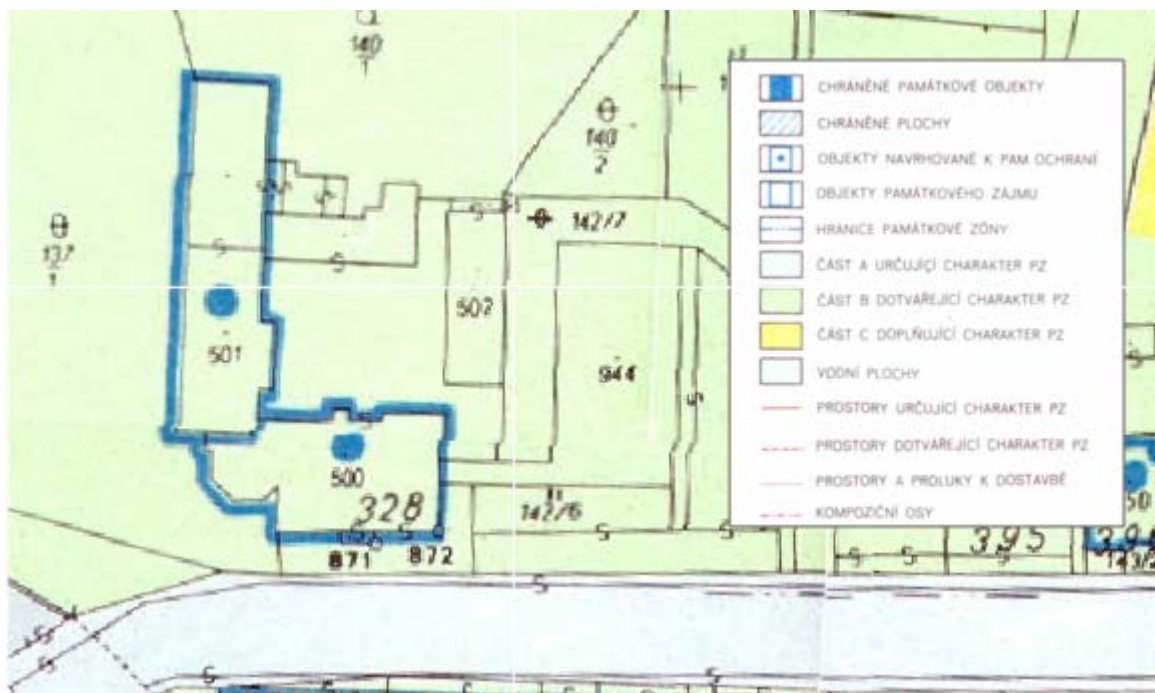 140
1
140
2
137
1
142/7
502
501
944
500
328
142/6
871
872
395
CHRÁNĚNÉ PAMÁTKOVÉ OBJEKTY
CHRÁNĚNÉ PLOCHY
OBJEKTY NAVRHOVANÉ K PAM OCHRANÍ
OBJEKTY PAMÁTKOVÉHO ZÁJMU
HRANICE PAMÁTKOVÉ ZÓNY
ČÁST A URČUJÍCÍ CHARAKTER PZ
ČÁST B DOTVÁŘEJÍCÍ CHARAKTER PZ
ČÁST C DOPLŇUJÍCÍ CHARAKTER PZ
VODNÍ PLOCHY
PROSTORY URČUJÍCÍ CHARAKTER PZ
PROSTORY DOTVÁŘEJÍCÍ CHARAKTER PZ
PROSTORY A PROLUKY K DOSTAVBĚ
KOMPOZIČNÍ OSY